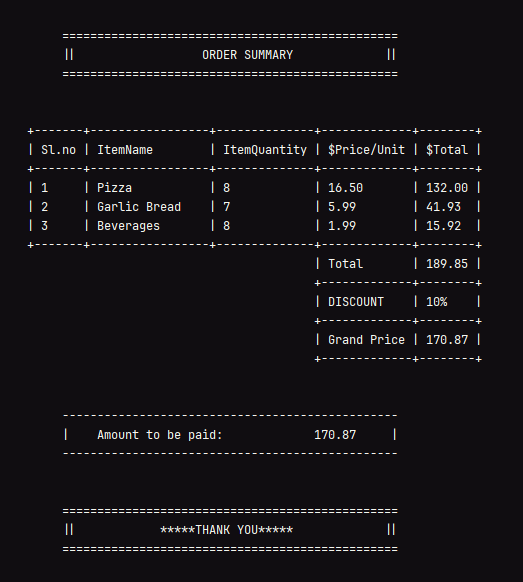 ================================================
||                  ORDER SUMMARY             ||
================================================
+-------+-----------------+--------------+-------------+--------+
| Sl.no | ItemName        | ItemQuantity | $Price/Unit | $Total |
+-------+-----------------+--------------+-------------+--------+
| 1     | Pizza           | 8            | 16.50       | 132.00 |
| 2     | Garlic Bread    | 7            | 5.99        | 41.93  |
| 3     | Beverages       | 8            | 1.99        | 15.92  |
+-------+-----------------+--------------+-------------+--------+
| Total       | 189.85 |
+-------------+--------+
| DISCOUNT    | 10%    |
+-------------+--------+
| Grand Price | 170.87 |
+-------------+--------+
------------------------------------------------
|    Amount to be paid:             170.87     |
------------------------------------------------
================================================
||            *****THANK YOU*****             ||
================================================